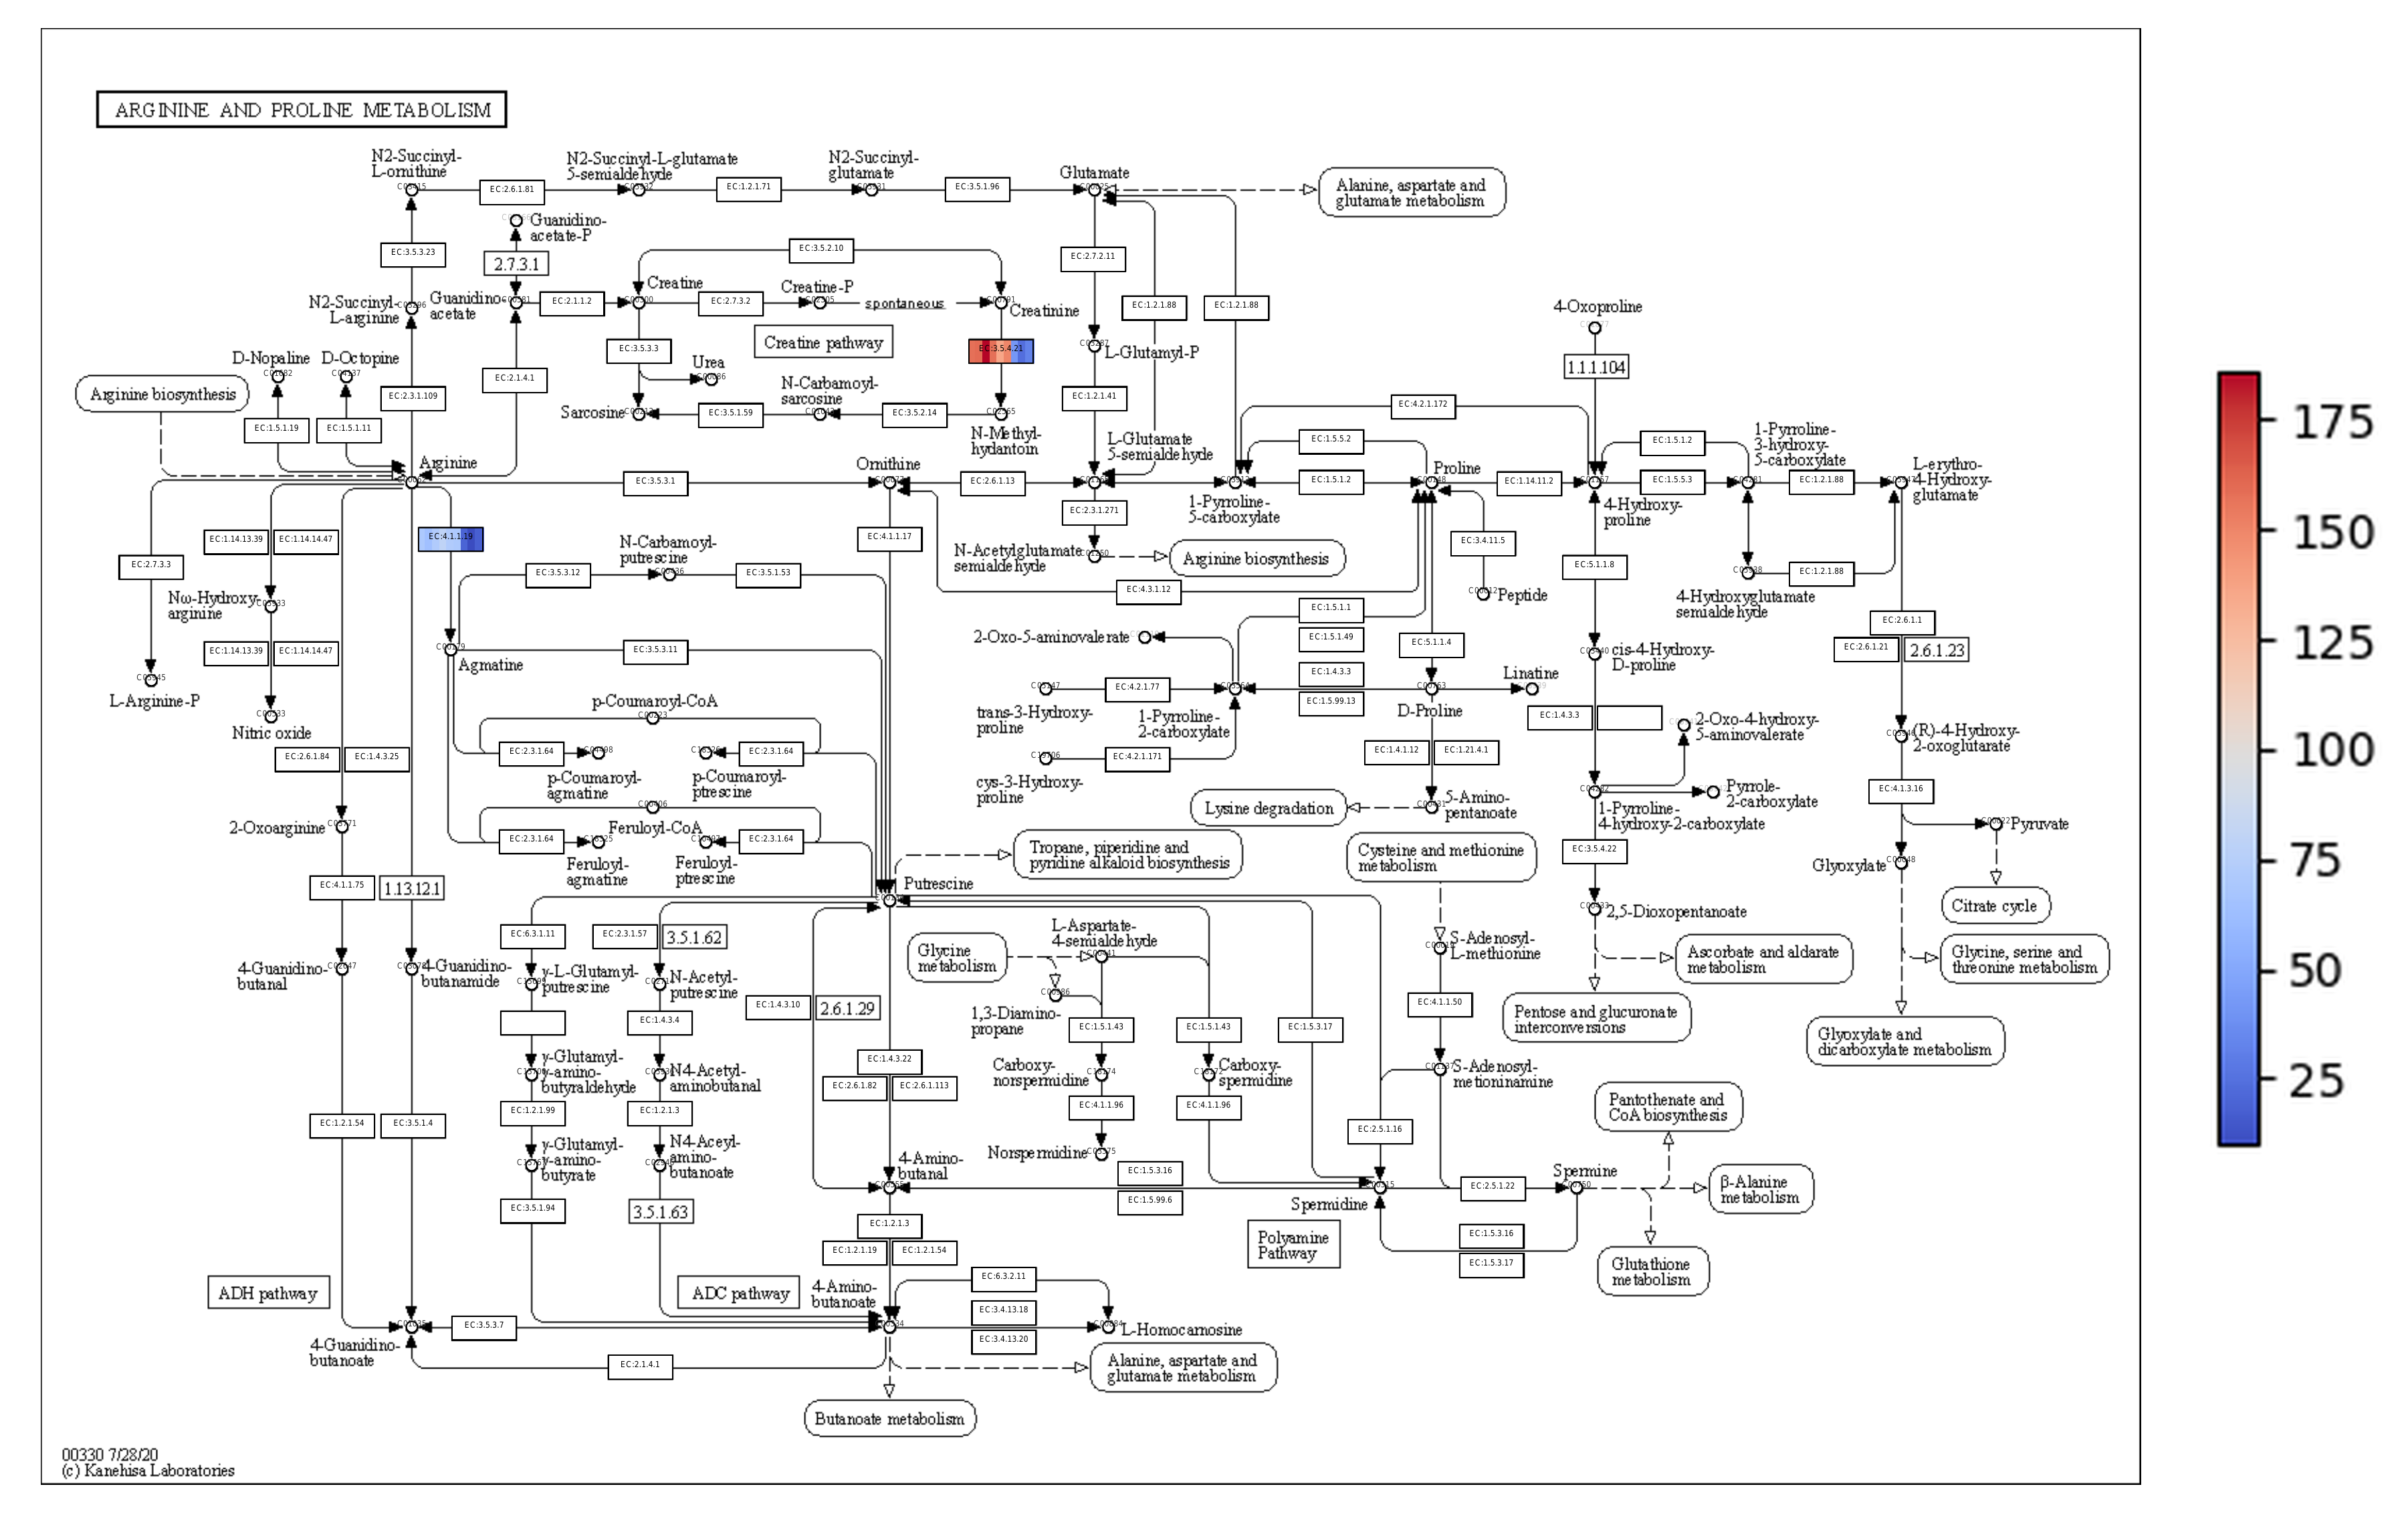 ARGININE AND PROLINE METABOLISM
N2-Succinyl-
L-ornithine
EC:2.6.1.81
N2-Succinyl-L-glutamate
5-semialdehyde
EC:1.2.1.71
N2-Succinyl-
glutamate
EC:3.5.1.96
Glutamate
Alanine, aspartate and
glutamate metabolism
Guanidino-
acetate-P
EC:3.5.3.23
2.7.3.1
EC:3.5.2.10
EC:2.7.2.11
N2-Succinyl-
L-arginine
Guanidino-
acetate
EC:2.1.1.2
Creatine
EC:2.7.3.2
Creatine-P
spontaneous
Creatinine
EC:1.2.1.88
EC:1.2.1.88
4-Oxoproline
Creatine pathway
EC:3.5.3.3
EC:3.5.4.21
L-Glutamyl-P
1.1.1.104
D-Nopaline
D-Octopine
Urea
Arginine biosynthesis
EC:2.3.1.109
EC:2.1.4.1
N-Carbamoyl-
sarcosine
Sarcosine
EC:3.5.1.59
EC:3.5.2.14
N-Methyl-
hydantoin
EC:1.2.1.41
EC:4.2.1.172
EC:1.5.1.19
EC:1.5.1.11
L-Glutamate
5-semialdehyde
EC:1.5.5.2
EC:1.5.1.2
1-Pyrroline-
3-hydroxy-
5-carboxylate
Arginine
EC:3.5.3.1
Ornithine
EC:2.6.1.13
EC:1.5.1.2
Proline
EC:1.14.11.2
EC:1.5.5.3
EC:1.2.1.88
L-erythro-
4-Hydroxy-
glutamate
1-Pyrroline-
5-carboxylate
4-Hydroxy-
proline
EC:2.3.1.271
EC:1.14.13.39
EC:1.14.14.47
EC:4.1.1.19
EC:4.1.1.17
EC:3.4.11.5
N-Acetylglutamate
semialdehyde
Arginine biosynthesis
N-Carbamoyl-
putrescine
EC:2.7.3.3
EC:3.5.3.12
EC:3.5.1.53
EC:5.1.1.8
EC:1.2.1.88
EC:4.3.1.12
Peptide
4-Hydroxyglutamate
semialdehyde
Nω-Hydroxy-
arginine
EC:1.5.1.1
EC:1.5.1.49
2-Oxo-5-aminovalerate
EC:5.1.1.4
EC:2.6.1.1
EC:2.6.1.21
2.6.1.23
EC:1.14.13.39
EC:1.14.14.47
Agmatine
EC:3.5.3.11
cis-4-Hydroxy-
D-proline
EC:1.4.3.3
EC:1.5.99.13
Linatine
L-Arginine-P
EC:4.2.1.77
trans-3-Hydroxy-
proline
1-Pyrroline-
2-carboxylate
D-Proline
p-Coumaroyl-CoA
Nitric oxide
EC:1.4.3.3
2-Oxo-4-hydroxy-
5-aminovalerate
(R)-4-Hydroxy-
2-oxoglutarate
EC:2.6.1.84
EC:1.4.3.25
EC:2.3.1.64
EC:2.3.1.64
EC:4.2.1.171
EC:1.4.1.12
EC:1.21.4.1
p-Coumaroyl-
agmatine
p-Coumaroyl-
ptrescine
cys-3-Hydroxy-
proline
Lysine degradation
5-Amino-
pentanoate
Pyrrole-
2-carboxylate
EC:4.1.3.16
1-Pyrroline-
4-hydroxy-2-carboxylate
2-Oxoarginine
Feruloyl-CoA
Pyruvate
EC:2.3.1.64
EC:2.3.1.64
Feruloyl-
agmatine
Feruloyl-
ptrescine
Tropane, piperidine and
pyridine alkaloid biosynthesis
Cysteine and methionine
metabolism
EC:3.5.4.22
Glyoxylate
EC:4.1.1.75
1.13.12.1
Putrescine
2,5-Dioxopentanoate
Citrate cycle
EC:6.3.1.11
EC:2.3.1.57
3.5.1.62
Glycine
metabolism
L-Aspartate-
4-semialdehyde
S-Adenosyl-
L-methionine
Ascorbate and aldarate
metabolism
Glycine, serine and
threonine metabolism
4-Guanidino-
butanal
4-Guanidino-
butanamide
γ-L-Glutamyl-
putrescine
N-Acetyl-
putrescine
EC:1.4.3.10
2.6.1.29
1,3-Diamino-
propane
EC:1.5.1.43
EC:1.5.1.43
EC:1.5.3.17
EC:4.1.1.50
Pentose and glucuronate
interconversions
Glyoxylate and
dicarboxylate metabolism
EC:1.4.3.4
γ-Glutamyl-
γ-amino-
butyraldehyde
N4-Acetyl-
aminobutanal
EC:1.4.3.22
EC:2.6.1.82
EC:2.6.1.113
Carboxy-
norspermidine
Carboxy-
spermidine
S-Adenosyl-
metioninamine
EC:1.2.1.54
EC:3.5.1.4
EC:1.2.1.99
EC:1.2.1.3
EC:4.1.1.96
EC:4.1.1.96
EC:2.5.1.16
Pantothenate and
CoA biosynthesis
γ-Glutamyl-
γ-amino-
butyrate
N4-Aceyl-
amino-
butanoate
4-Amino-
butanal
Norspermidine
EC:1.5.3.16
EC:1.5.99.6
Spermidine
EC:2.5.1.22
Spermine
β-Alanine
metabolism
EC:3.5.1.94
3.5.1.63
EC:1.2.1.3
EC:1.2.1.19
EC:1.2.1.54
Polyamine
Pathway
EC:1.5.3.16
EC:1.5.3.17
Glutathione
metabolism
ADH pathway
ADC pathway
4-Amino-
butanoate
EC:6.3.2.11
EC:3.4.13.18
EC:3.4.13.20
L-Homocarnosine
EC:3.5.3.7
4-Guanidino-
butanoate
EC:2.1.4.1
Alanine, aspartate and
glutamate metabolism
Butanoate metabolism
00330 7/28/20
(c) Kanehisa Laboratories
175
150
125
100
75
50
25